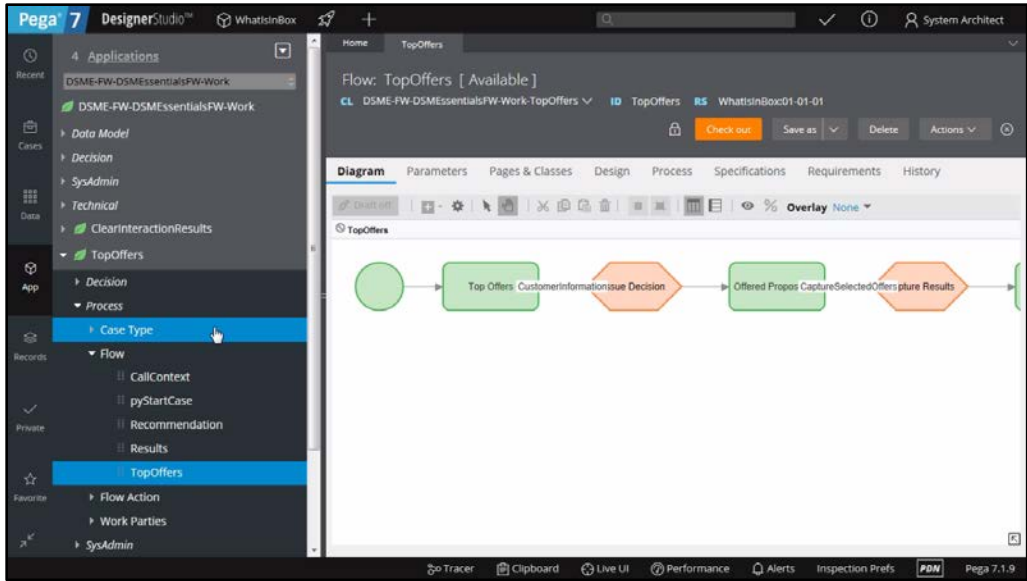 Pega® 7 DesignerStudio™ WhatIsInBox
System Architect
Recent
Cases
Data
App
Records
Private
Favorite
4 Applications
DSME-FW-DSMEssentialsFW-Work
DSME-FW-DSMEssentialsFW-Work
Data Model
Decision
SysAdmin
Technical
ClearInteractionResults
TopOffers
Decision
Process
Case Type
Flow
CallContext
pyStartCase
Recommendation
Results
TopOffers
Flow Action
Work Parties
SysAdmin
Home TopOffers
Flow: TopOffers [ Available ]
CL DSME-FW-DSMEssentialsFW-Work-TopOffers ID TopOffers RS WhatIsInBox:01-01-01
Check out Save as Delete Actions
Diagram Parameters Pages & Classes Design Process Specifications Requirements History
Draft off Overlay None
TopOffers
Top Offers CustomerInformation ssue Decision Offered Propos CaptureSelectedOffers pture Results
Tracer Clipboard Live UI Performance Alerts Inspection Prefs PDN Pega 7.1.9